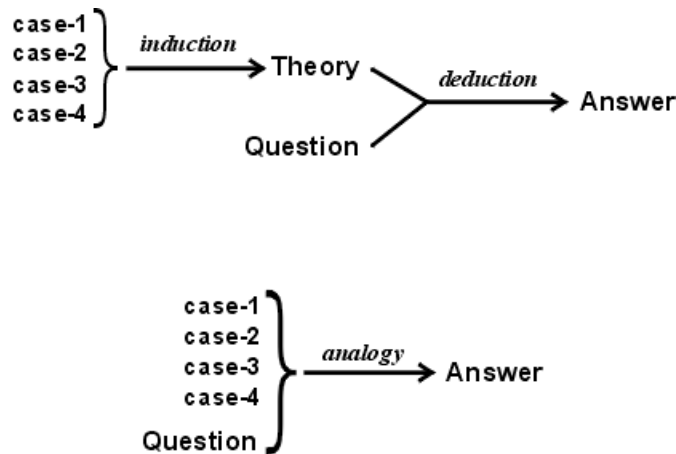 case-1
case-2
case-3
case-4
induction
Theory
Question
deduction
Answer
case-1
case-2
case-3
case-4
Question
analogy
Answer